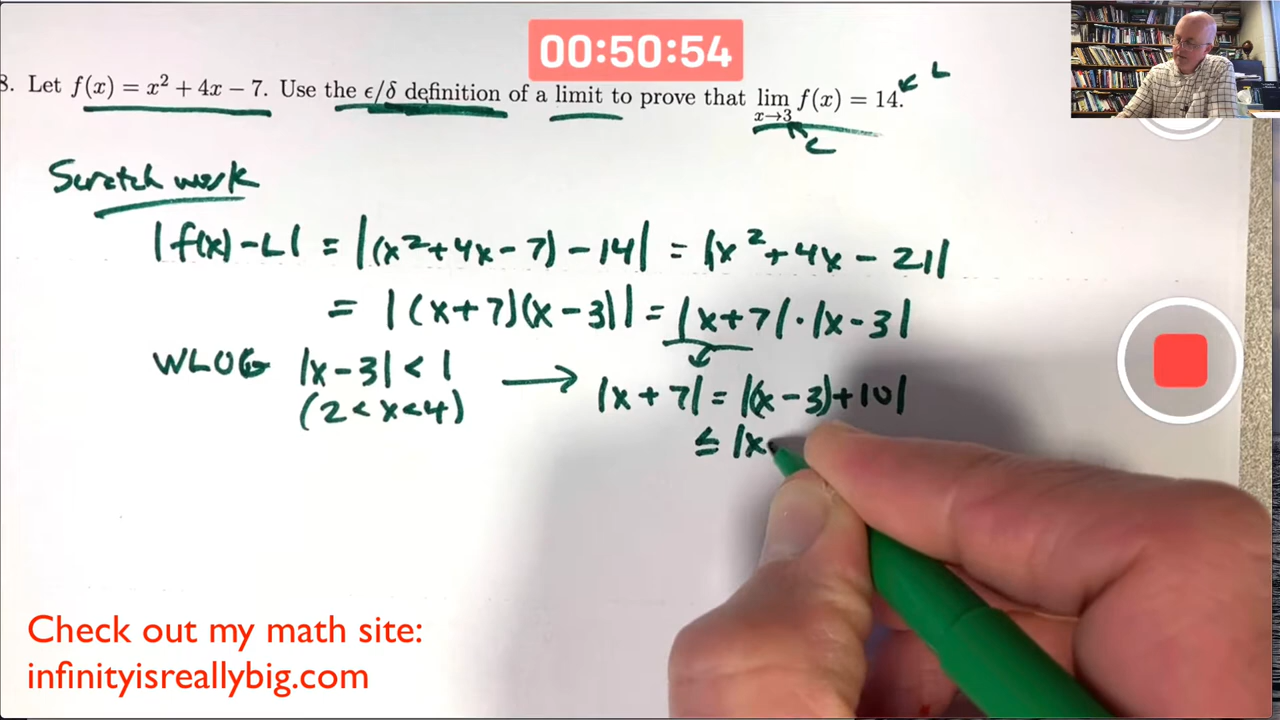 00:50:54
8. Let f(x) = x² + 4x − 7. Use the ϵ/δ definition of a limit to prove that lim x→3 f(x) = 14. L
c
Scratch work
|f(x)-L| = |(x²+4x-7)-14| = |x²+4x-21|
= |(x+7)(x-3)| = |x+7|·|x-3|
WLOG |x-3| < 1 → |x+7| = |(x-3)+10|
(2<x<4)
≤ |x
Check out my math site:
infinityisreallybig.com